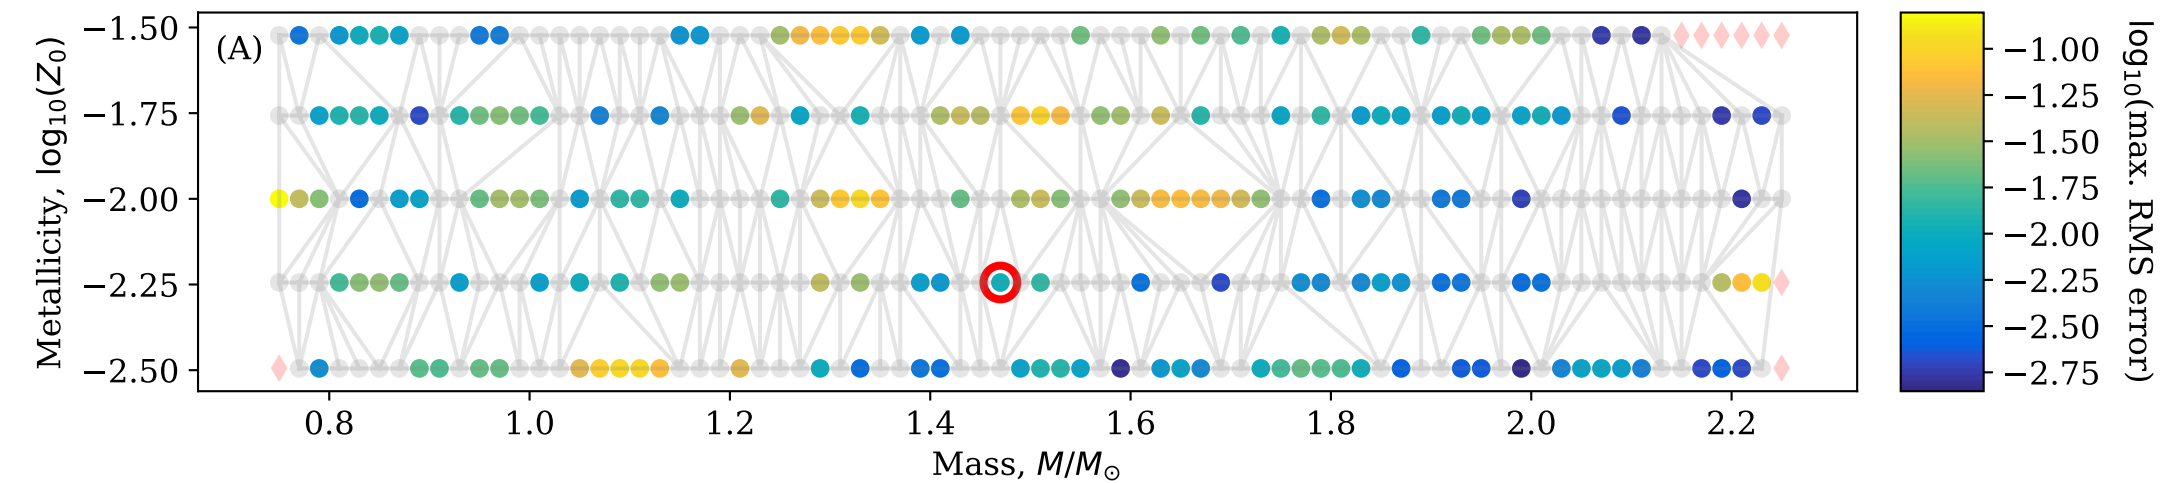 (A)
−1.50
−1.75
−2.00
−2.25
−2.50
Metallicity, log₁₀(Z₀)
0.8 1.0 1.2 1.4 1.6 1.8 2.0 2.2
Mass, M/M⊙
−1.00
−1.25
−1.50
−1.75
−2.00
−2.25
−2.50
−2.75
log₁₀(max. RMS error)